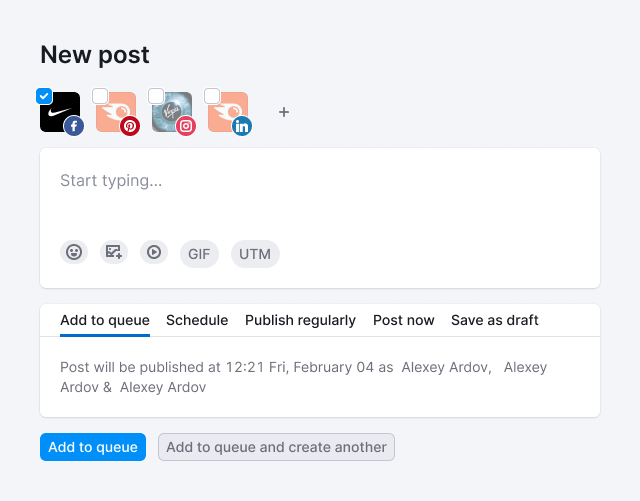 New post
Virgin
Start typing...
GIF UTM
Add to queue Schedule Publish regularly Post now Save as draft
Post will be published at 12:21 Fri, February 04 as Alexey Ardov, Alexey
Ardov & Alexey Ardov
Add to queue Add to queue and create another